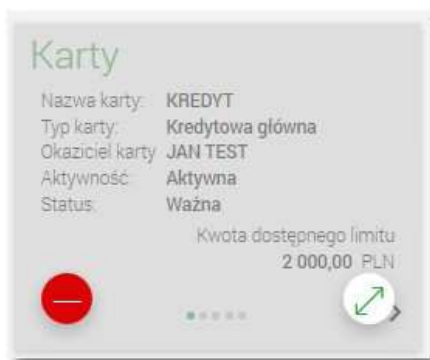 Karty
Nazwa karty: KREDYT
Typ karty: Kredytowa główna
Okaziciel karty JAN TEST
Aktywność: Aktywna
Status: Ważna
Kwota dostępnego limitu
2 000,00 PLN